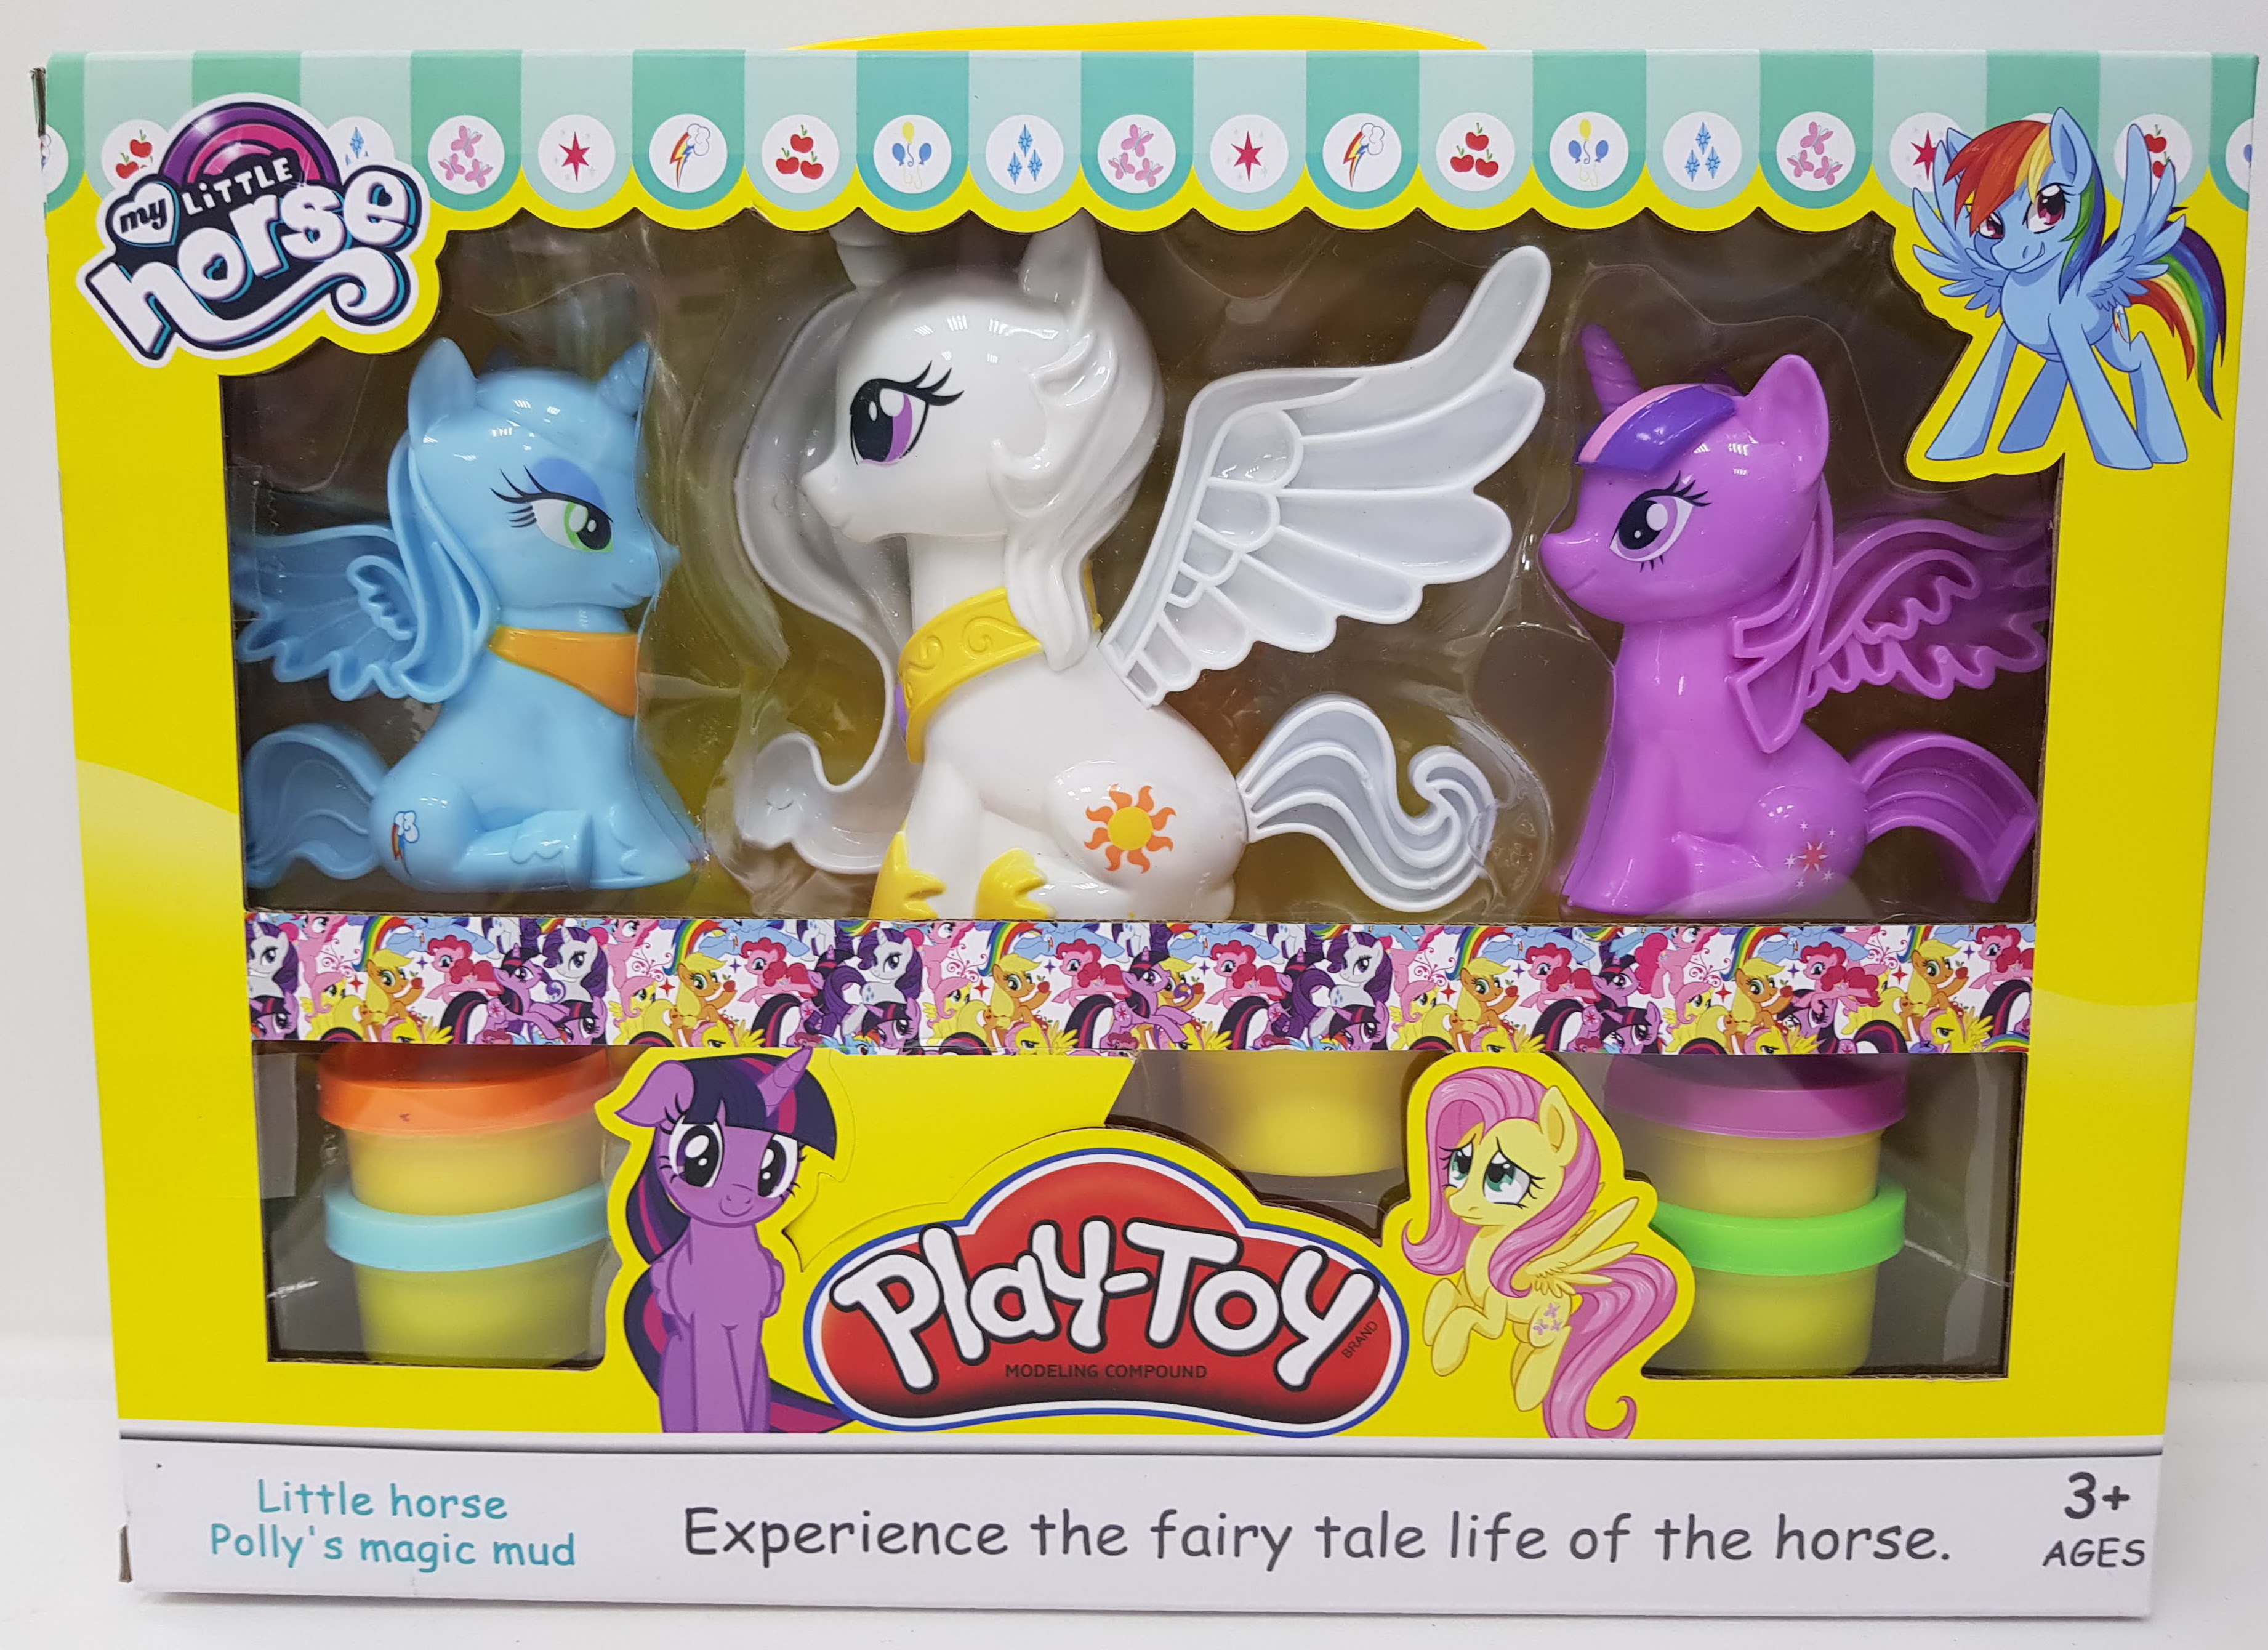 my LiTTLE
horse
Play-Toy
BRAND
MODELING COMPOUND
Little horse
Polly's magic mud
Experience the fairy tale life of the horse.
3+
AGES